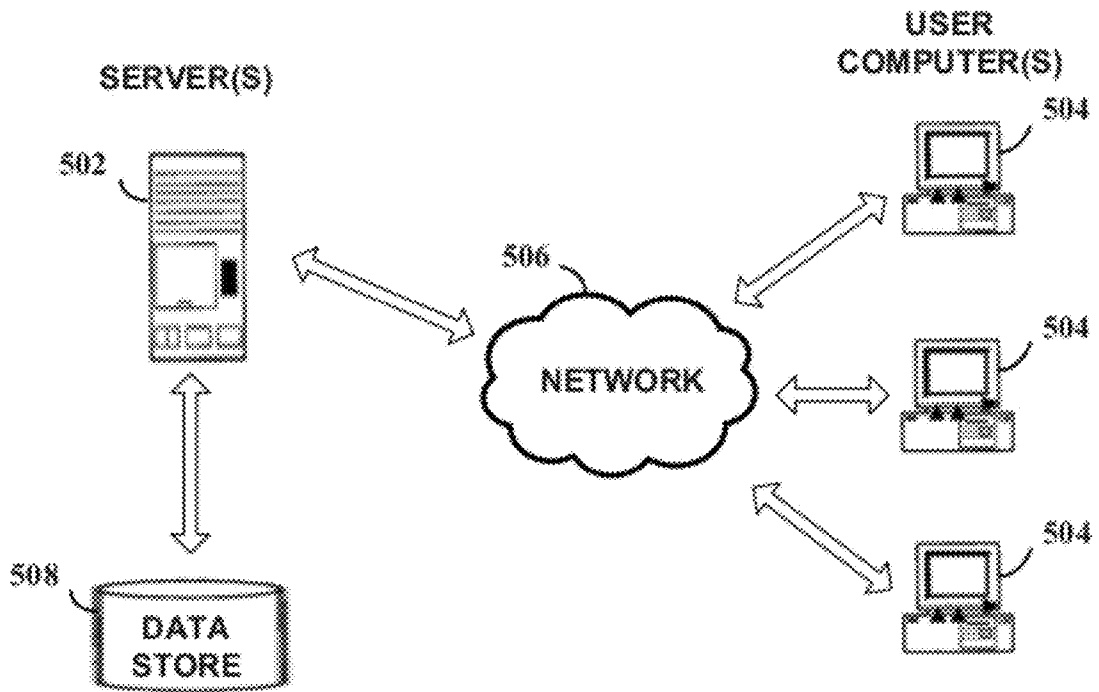 USER
COMPUTER(S)
SERVER(S)
504
502
506
NETWORK
504
504
508
DATA
STORE